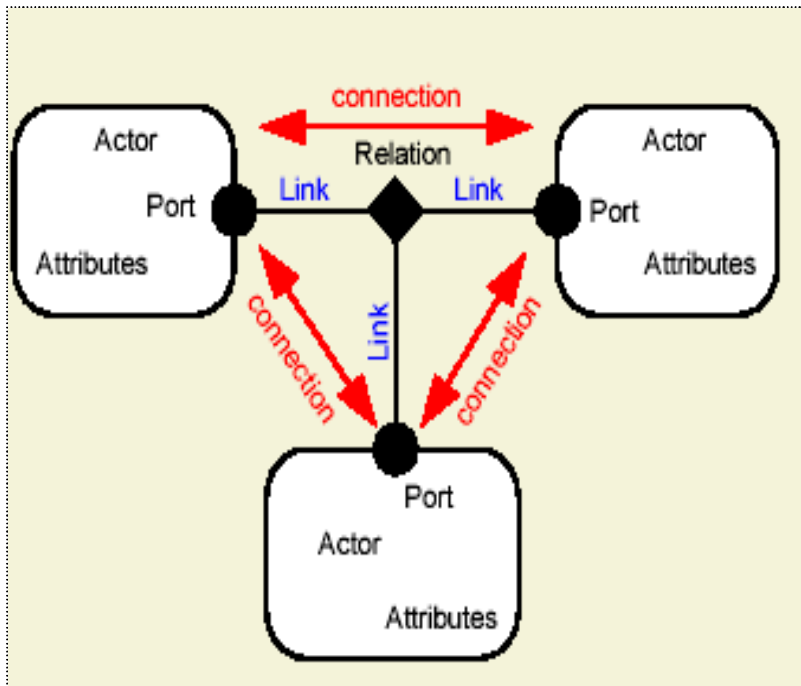 connection
Actor
Relation
Actor
Link
Link
Port
Port
Attributes
Attributes
connection
Link
connection
Port
Actor
Attributes